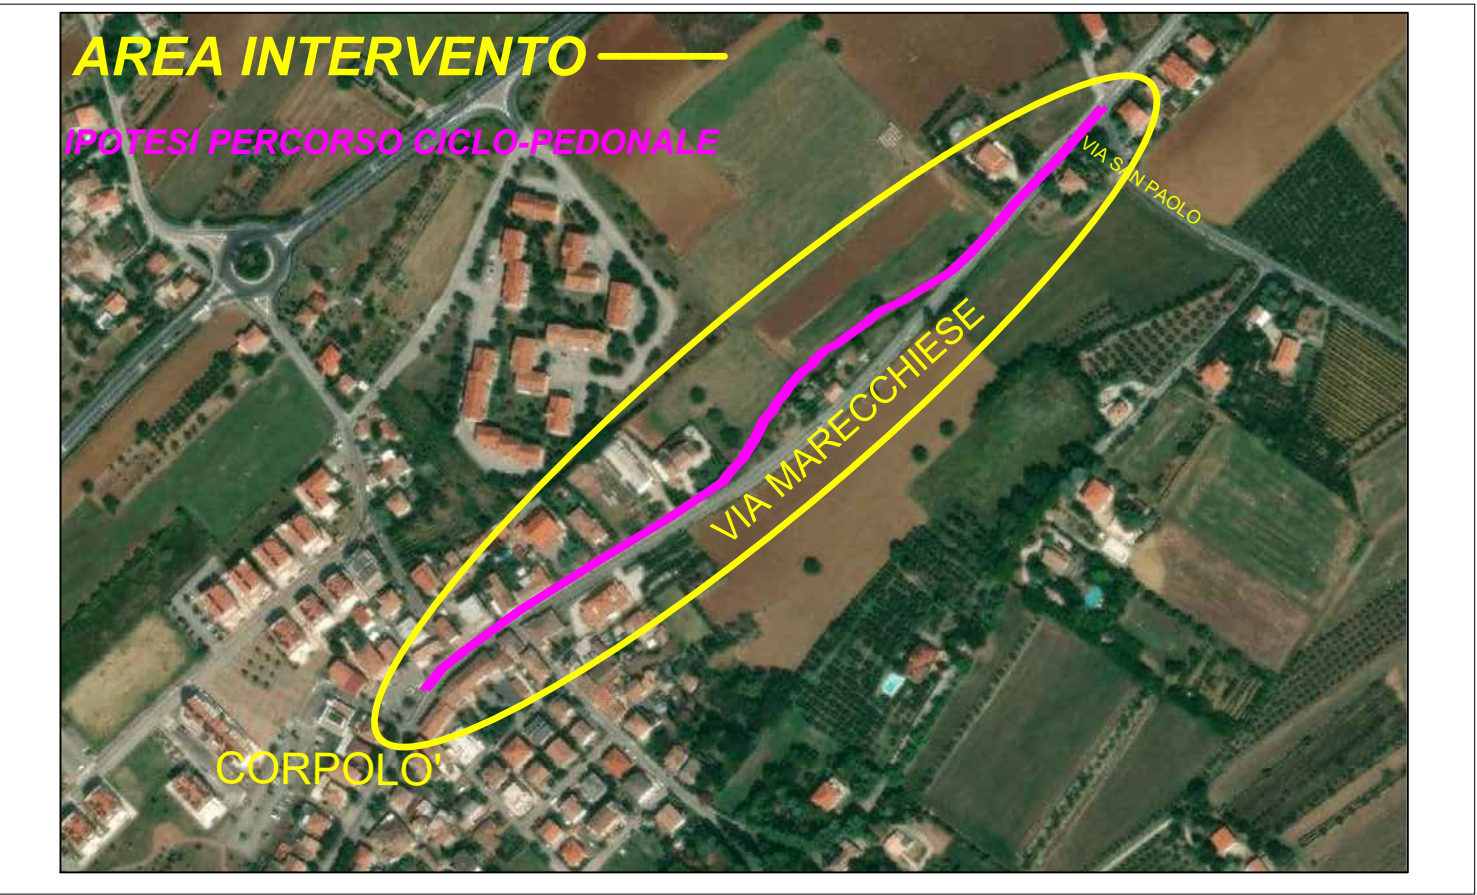 AREA INTERVENTO
IPOTESI PERCORSO CICLO-PEDONALE
VIA SAN PAOLO
VIA MARECCHIESE
CORPOLO'